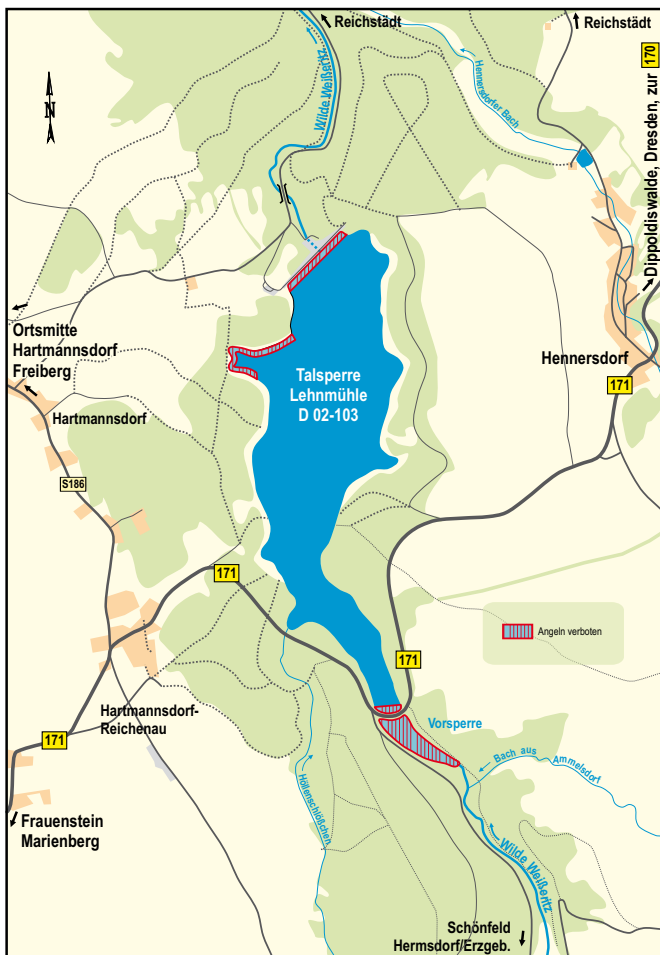 Reichstädt
Reichstädt
170
Dippoldiswalde, Dresden, zur
Wilde Weißeritz
Hennersdorfer Bach
N
Ortsmitte
Hartmannsdorf
Freiberg
Hennersdorf
171
Talsperre
Lehnmühle
D 02-103
Hartmannsdorf
S186
171
Angeln verboten
171
Hartmannsdorf-
Reichenau
Vorsperre
171
Bach aus Ammelsdorf
Höllenschlößchen
Frauenstein
Marienberg
Wilde Weißeritz
Schönfeld
Hermsdorf/Erzgeb.